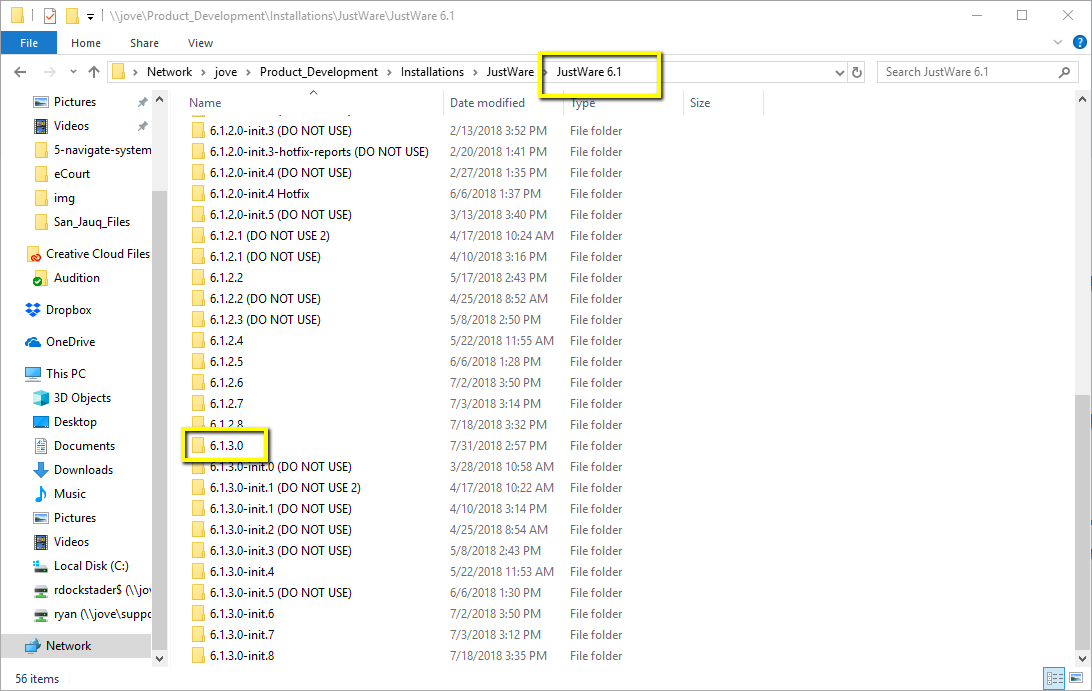 \\jove\Product_Development\Installations\JustWare\JustWare 6.1
File Home Share View
Network jove Product_Development Installations JustWare JustWare 6.1
Search JustWare 6.1
Pictures
Videos
5-navigate-system
eCourt
img
San_Jauq_Files
Creative Cloud Files
Audition
Dropbox
OneDrive
This PC
3D Objects
Desktop
Documents
Downloads
Music
Pictures
Videos
Local Disk (C:)
rdockstader$ (\\jov
ryan (\\jove\suppo
Network
Name Date modified Type Size
6.1.2.0-init.3 (DO NOT USE) 2/13/2018 3:52 PM File folder
6.1.2.0-init.3-hotfix-reports (DO NOT USE) 2/20/2018 1:41 PM File folder
6.1.2.0-init.4 (DO NOT USE) 2/27/2018 1:35 PM File folder
6.1.2.0-init.4 Hotfix 6/6/2018 1:37 PM File folder
6.1.2.0-init.5 (DO NOT USE) 3/13/2018 3:40 PM File folder
6.1.2.1 (DO NOT USE 2) 4/17/2018 10:24 AM File folder
6.1.2.1 (DO NOT USE) 4/10/2018 3:16 PM File folder
6.1.2.2 5/17/2018 2:43 PM File folder
6.1.2.2 (DO NOT USE) 4/25/2018 8:52 AM File folder
6.1.2.3 (DO NOT USE) 5/8/2018 2:50 PM File folder
6.1.2.4 5/22/2018 11:55 AM File folder
6.1.2.5 6/6/2018 1:28 PM File folder
6.1.2.6 7/2/2018 3:50 PM File folder
6.1.2.7 7/3/2018 3:14 PM File folder
6.1.2.8 7/18/2018 3:32 PM File folder
6.1.3.0 7/31/2018 2:57 PM File folder
6.1.3.0-init.0 (DO NOT USE) 3/28/2018 10:58 AM File folder
6.1.3.0-init.1 (DO NOT USE 2) 4/17/2018 10:22 AM File folder
6.1.3.0-init.1 (DO NOT USE) 4/10/2018 3:14 PM File folder
6.1.3.0-init.2 (DO NOT USE) 4/25/2018 8:54 AM File folder
6.1.3.0-init.3 (DO NOT USE) 5/8/2018 2:43 PM File folder
6.1.3.0-init.4 5/22/2018 11:53 AM File folder
6.1.3.0-init.5 (DO NOT USE) 6/6/2018 1:30 PM File folder
6.1.3.0-init.6 7/2/2018 3:50 PM File folder
6.1.3.0-init.7 7/3/2018 3:12 PM File folder
6.1.3.0-init.8 7/18/2018 3:35 PM File folder
56 items